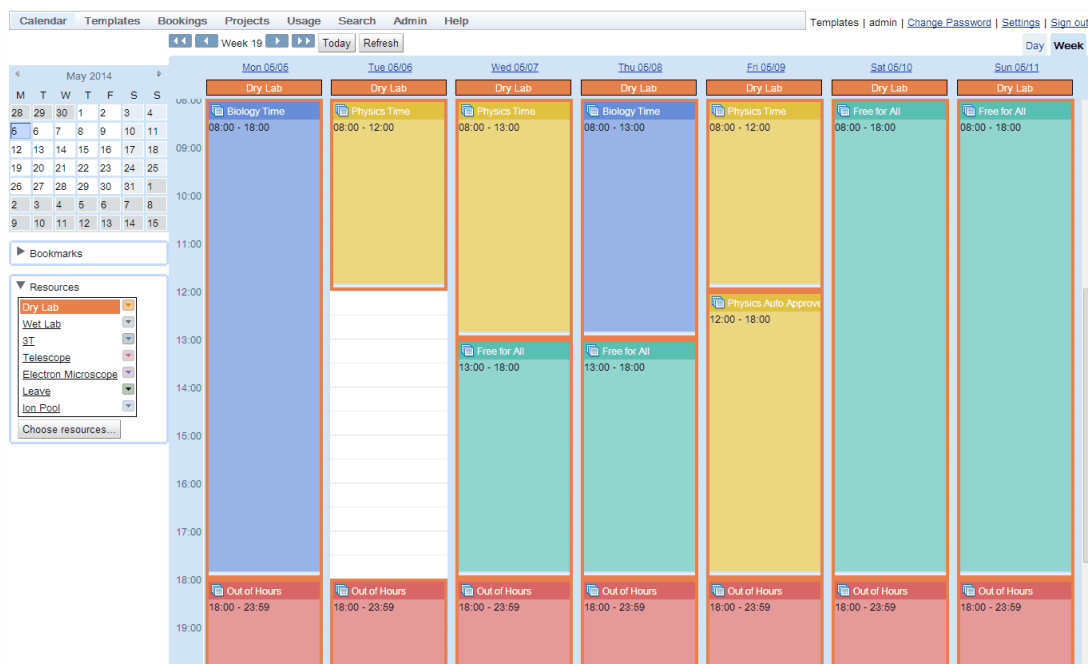 Calendar Templates Bookings Projects Usage Search Admin Help
Templates | admin | Change Password | Settings | Sign out
Week 19 Today Refresh
Day Week
May 2014
M T W T F S S
28 29 30 1 2 3 4
5 6 7 8 9 10 11
12 13 14 15 16 17 18
19 20 21 22 23 24 25
26 27 28 29 30 31 1
2 3 4 5 6 7 8
9 10 11 12 13 14 15
Bookmarks
Resources
Dry Lab
Wet Lab
3T
Telescope
Electron Microscope
Leave
Ion Pool
Choose resources...
Mon 05/05 Tue 05/06 Wed 05/07 Thu 05/08 Fri 05/09 Sat 05/10 Sun 05/11
Dry Lab Dry Lab Dry Lab Dry Lab Dry Lab Dry Lab Dry Lab
Biology Time Physics Time Physics Time Biology Time Physics Time Free for All Free for All
08:00 - 18:00 08:00 - 12:00 08:00 - 13:00 08:00 - 13:00 08:00 - 12:00 08:00 - 18:00 08:00 - 18:00
09:00
10:00
11:00
12:00
Physics Auto Approve
12:00 - 18:00
13:00
Free for All Free for All
13:00 - 18:00 13:00 - 18:00
14:00
15:00
16:00
17:00
18:00
Out of Hours Out of Hours Out of Hours Out of Hours Out of Hours Out of Hours Out of Hours
18:00 - 23:59 18:00 - 23:59 18:00 - 23:59 18:00 - 23:59 18:00 - 23:59 18:00 - 23:59 18:00 - 23:59
19:00